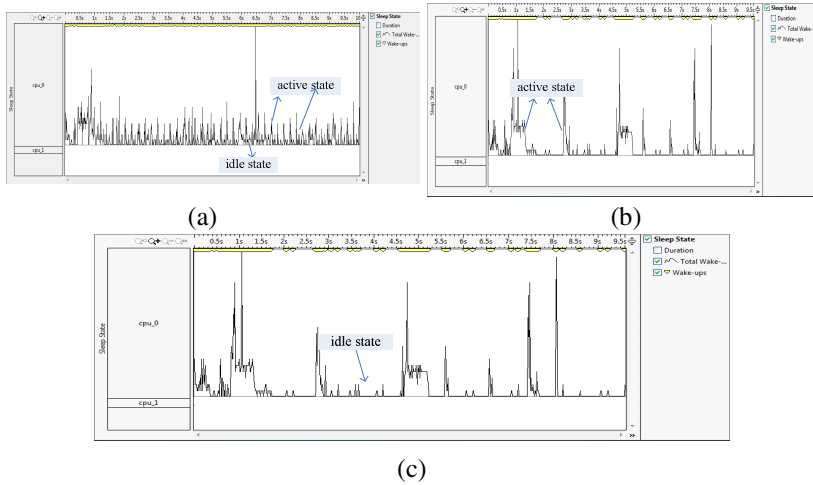 0.5s 1s 1.5s 2s 2.5s 3s 3.5s 4s 4.5s 5s 5.5s 6s 6.5s 7s 7.5s 8s 8.5s 9s 9.5s 10
Sleep State
Duration
Total Wake-...
Wake-ups
Sleep State
cpu_0
cpu_1
active state
idle state
(a)
0.5s 1s 1.5s 2s 2.5s 3s 3.5s 4s 4.5s 5s 5.5s 6s 6.5s 7s 7.5s 8s 8.5s 9s 9.5s
Sleep State
Duration
Total Wake-...
Wake-ups
Sleep State
cpu_0
cpu_1
active state
(b)
0.5s 1s 1.5s 2s 2.5s 3s 3.5s 4s 4.5s 5s 5.5s 6s 6.5s 7s 7.5s 8s 8.5s 9s 9.5s
Sleep State
Duration
Total Wake-...
Wake-ups
Sleep State
cpu_0
cpu_1
idle state
(c)